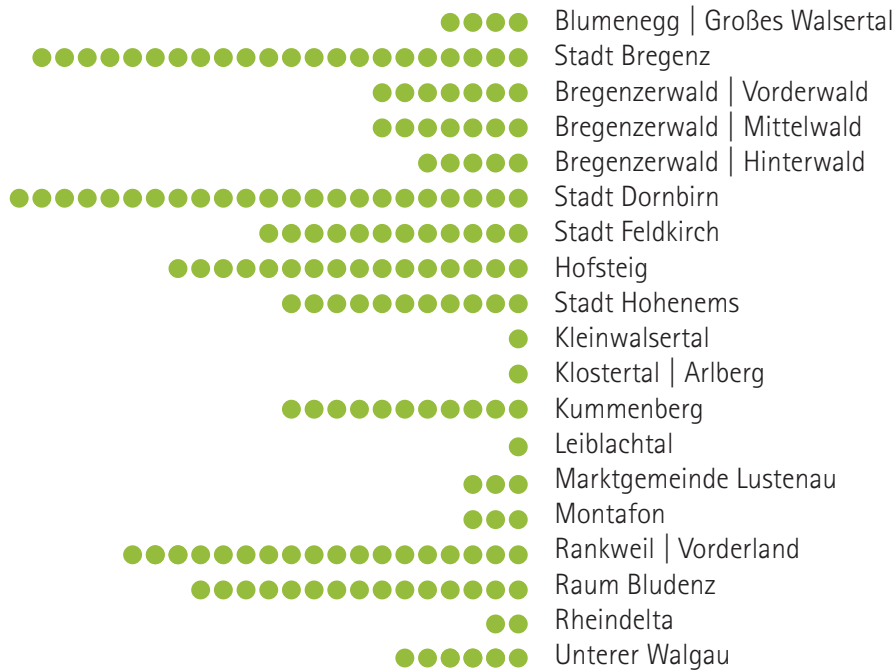 Blumenegg | Großes Walsertal
Stadt Bregenz
Bregenzerwald | Vorderwald
Bregenzerwald | Mittelwald
Bregenzerwald | Hinterwald
Stadt Dornbirn
Stadt Feldkirch
Hofsteig
Stadt Hohenems
Kleinwalsertal
Klostertal | Arlberg
Kummenberg
Leiblachtal
Marktgemeinde Lustenau
Montafon
Rankweil | Vorderland
Raum Bludenz
Rheindelta
Unterer Walgau